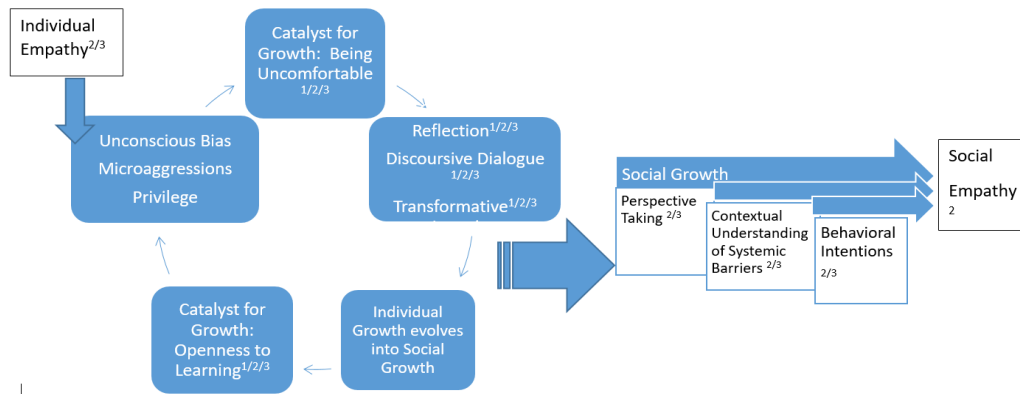 Individual
Empathy2/3
Catalyst for
Growth: Being
Uncomfortable
1/2/3
Unconscious Bias
Microaggressions
Privilege
Reflection1/2/3
Discoursive Dialogue
1/2/3
Transformative1/2/3
Individual
Growth evolves
into Social
Growth
Catalyst for
Growth:
Openness to
Learning1/2/3
Social Growth
Perspective
Taking 2/3
Contextual
Understanding
of Systemic
Barriers 2/3
Behavioral
Intentions
2/3
Social
Empathy
2